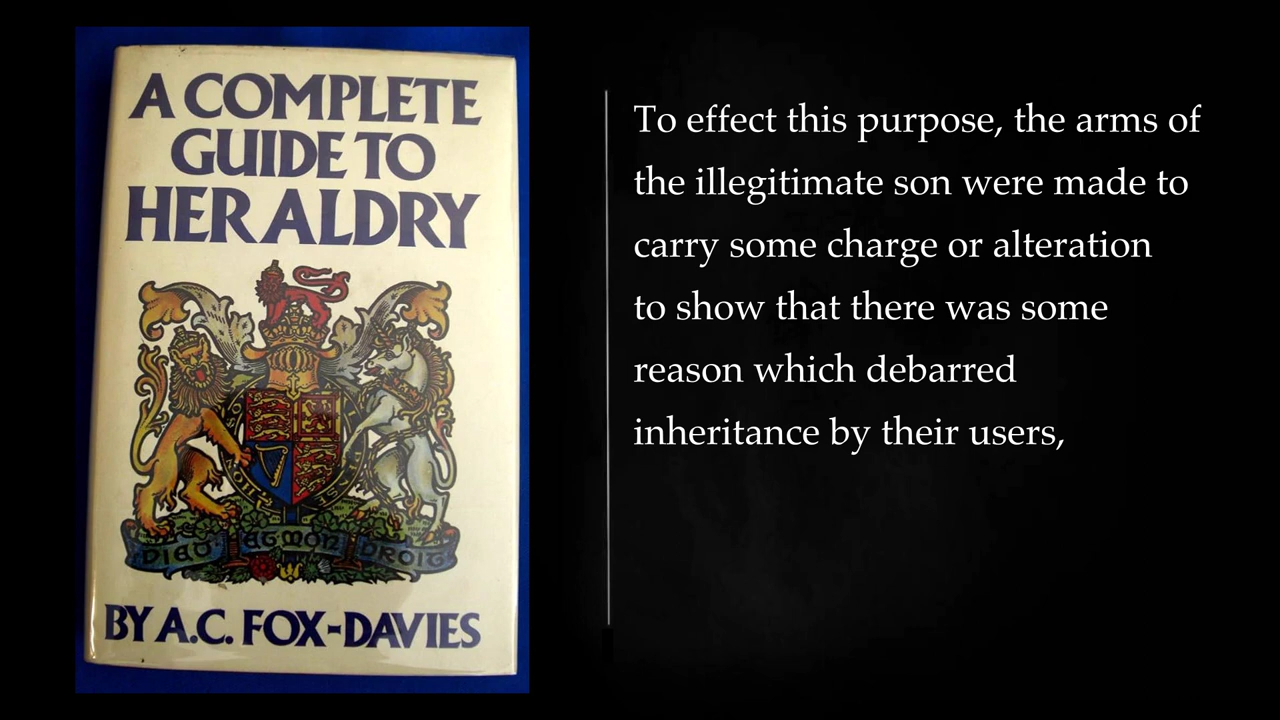 A COMPLETE
GUIDE TO
HERALDRY
DIEU ET MON DROIT
BY A.C. FOX-DAVIES
To effect this purpose, the arms of
the illegitimate son were made to
carry some charge or alteration
to show that there was some
reason which debarred
inheritance by their users,